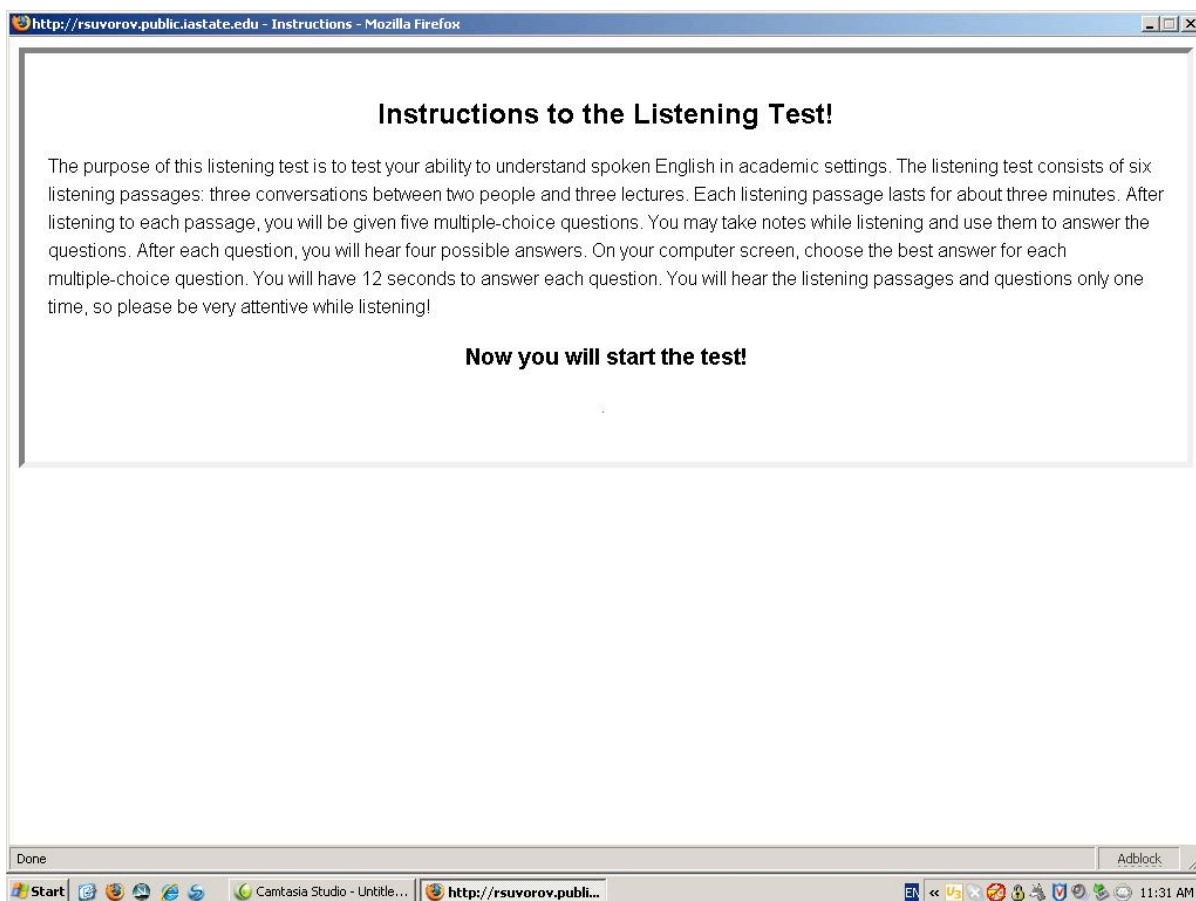 http://rsuvorov.public.iastate.edu - Instructions - Mozilla Firefox
Instructions to the Listening Test!
The purpose of this listening test is to test your ability to understand spoken English in academic settings. The listening test consists of six
listening passages: three conversations between two people and three lectures. Each listening passage lasts for about three minutes. After
listening to each passage, you will be given five multiple-choice questions. You may take notes while listening and use them to answer the
questions. After each question, you will hear four possible answers. On your computer screen, choose the best answer for each
multiple-choice question. You will have 12 seconds to answer each question. You will hear the listening passages and questions only one
time, so please be very attentive while listening!
Now you will start the test!
Done
Adblock
Start
Camtasia Studio - Untitle...
http://rsuvorov.publi...
EN
11:31 AM